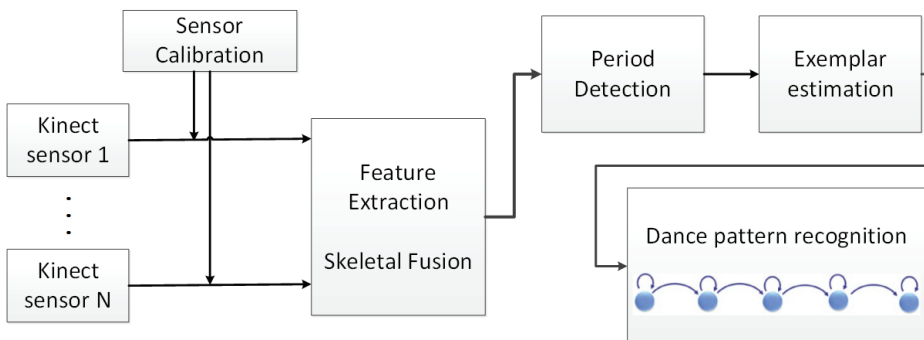 Sensor
Calibration
Kinect
sensor 1
Kinect
sensor N
Feature
Extraction
Skeletal Fusion
Period
Detection
Exemplar
estimation
Dance pattern recognition